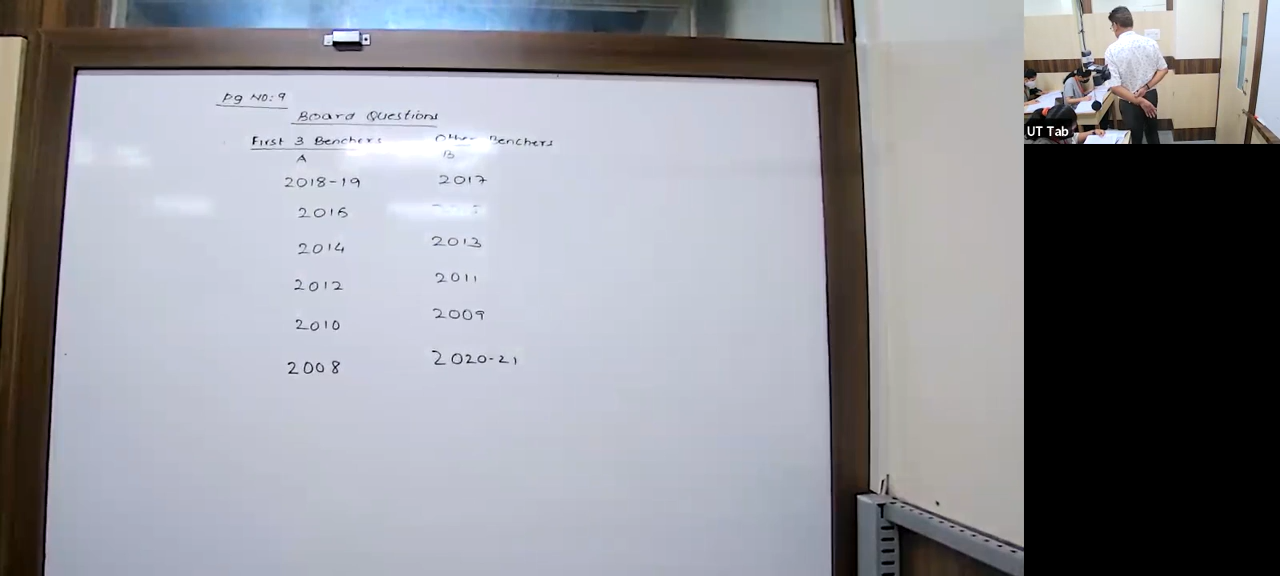 Pg No: 9
Board Questions
First 3 Benchers Other Benchers
A B
2018-19 2017
2016
2014 2013
2012 2011
2010 2009
2008 2020-21
UT Tab